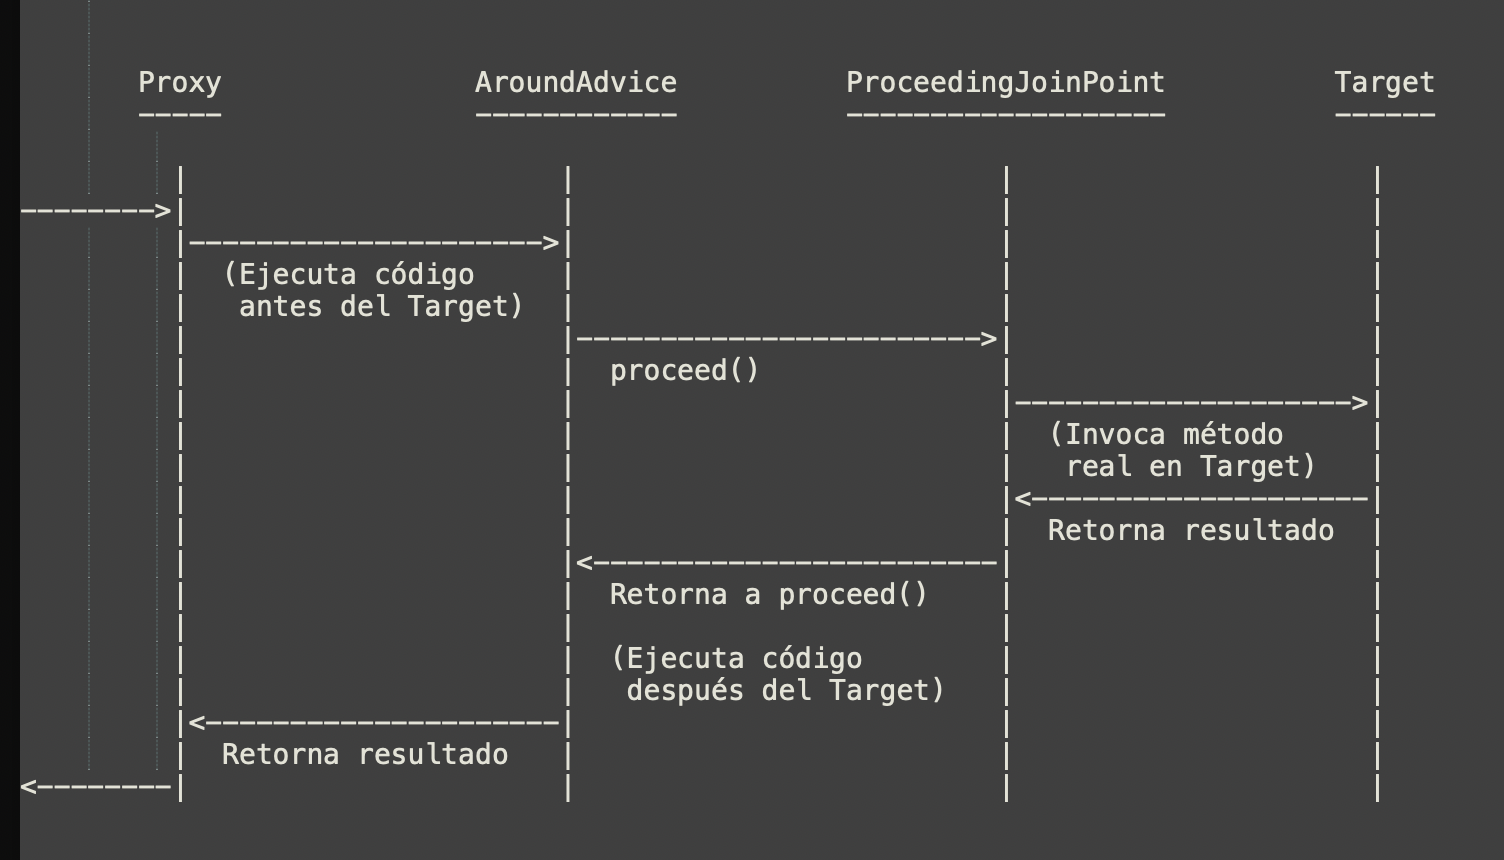 Proxy AroundAdvice ProceedingJoinPoint Target
(Ejecuta código
antes del Target)
proceed()
(Invoca método
real en Target)
Retorna resultado
Retorna a proceed()
(Ejecuta código
después del Target)
Retorna resultado